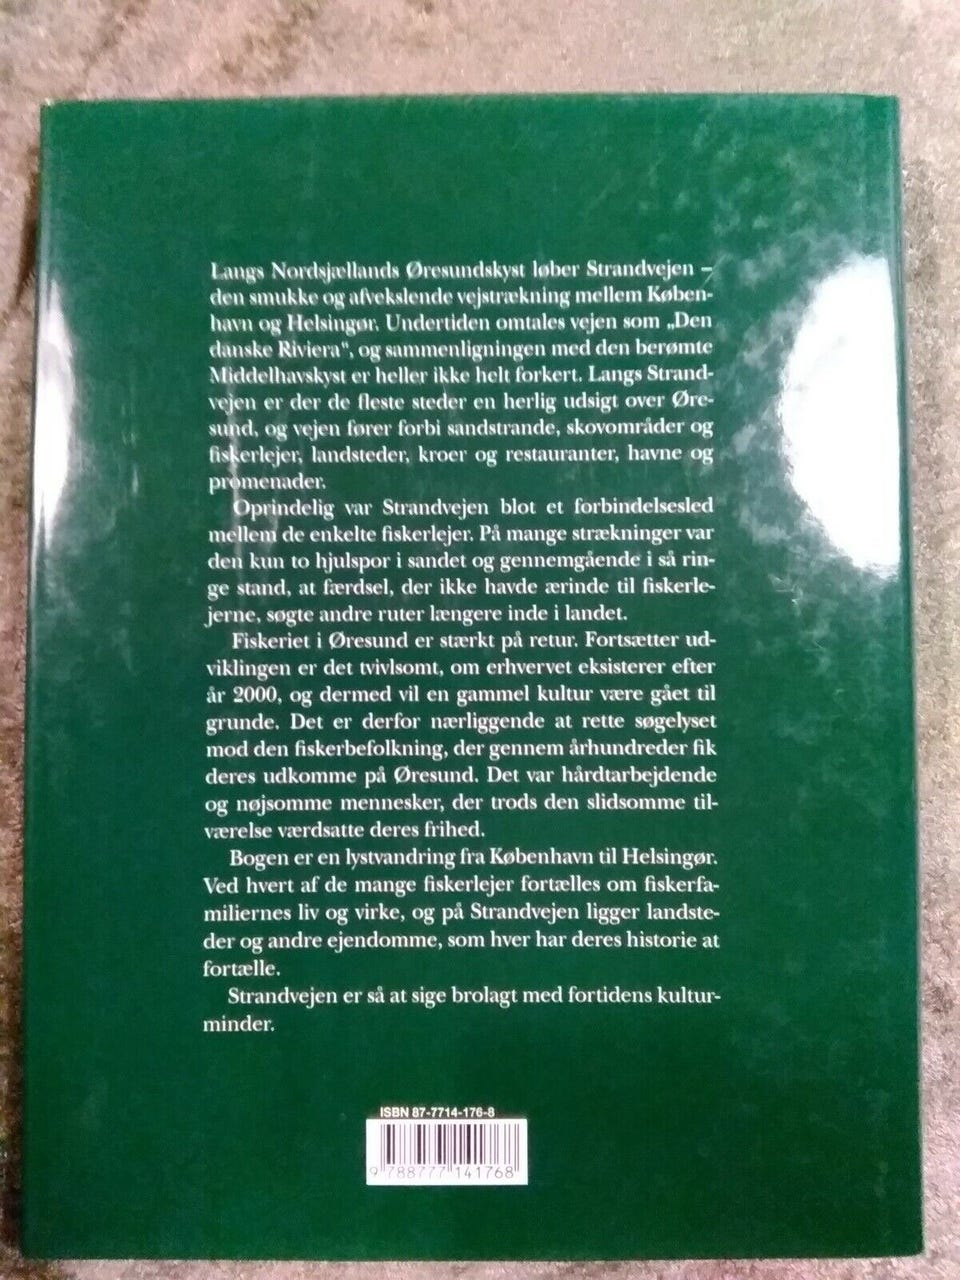 Langs Nordsjællands Øresundskyst løber Strandvejen –
den smukke og afvekslende vejstrækning mellem Køben-
havn og Helsingør. Undertiden omtales vejen som „Den
danske Riviera“, og sammenligningen med den berømte
Middelhavskyst er heller ikke helt forkert. Langs Strand-
vejen er der de fleste steder en herlig udsigt over Øre-
sund, og vejen fører forbi sandstrande, skovområder og
fiskerlejer, landsteder, kroer og restauranter, havne og
promenader.
Oprindelig var Strandvejen blot et forbindelsesled
mellem de enkelte fiskerlejer. På mange strækninger var
den kun to hjulspor i sandet og gennemgående i så rin-
ge stand, at færdsel, der ikke havde ærinde til fiskerle-
jerne, søgte andre ruter længere inde i landet.
Fiskeriet i Øresund er stærkt på retur. Fortsætter ud-
viklingen er det tvivlsomt, om erhvervet eksisterer efter
år 2000, og dermed vil en gammel kultur være gået til
grunde. Det er derfor nærliggende at rette søgelyset
mod den fiskerbefolkning, der gennem århundreder fik
deres udkomme på Øresund. Det var hårdtarbejdende
og nøjsomme mennesker, der trods den slidsomme til-
værelse værdsatte deres frihed.
Bogen er en lystvandring fra København til Helsingør.
Ved hvert af de mange fiskerlejer fortælles om fiskerfa-
miliernes liv og virke, og på Strandvejen ligger landste-
der og andre ejendomme, som hver har deres historie at
fortælle.
Strandvejen er så at sige brolagt med fortidens kultur-
minder.
ISBN 87-7714-176-8
9 788777 141768